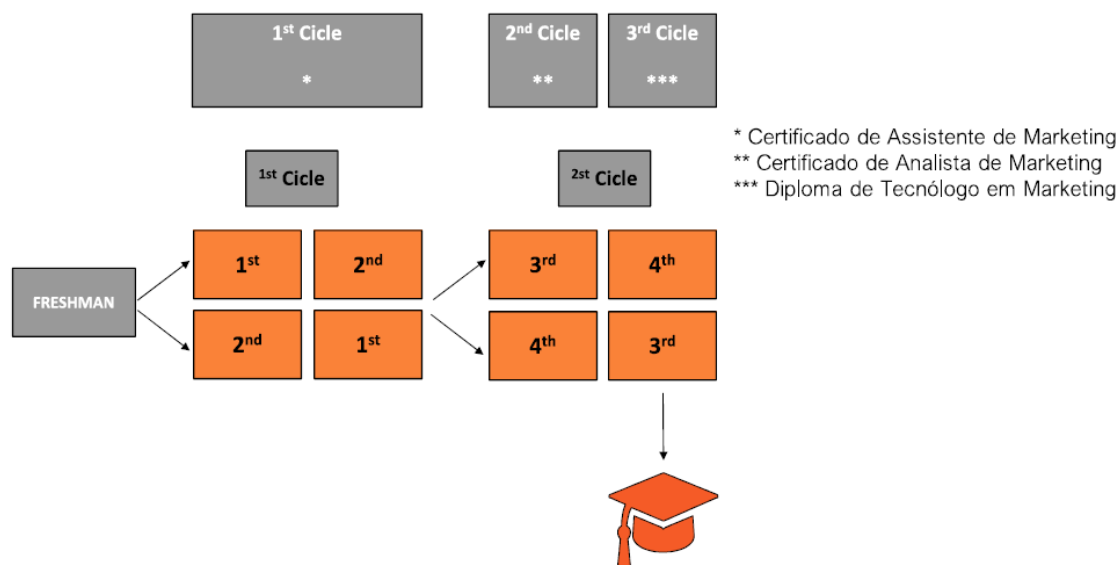 1st Cicle
*
2nd Cicle
**
3rd Cicle
***
* Certificado de Assistente de Marketing
** Certificado de Analista de Marketing
*** Diploma de Tecnólogo em Marketing
1st Cicle
2st Cicle
FRESHMAN
1st
2nd
3rd
4th
2nd
1st
4th
3rd